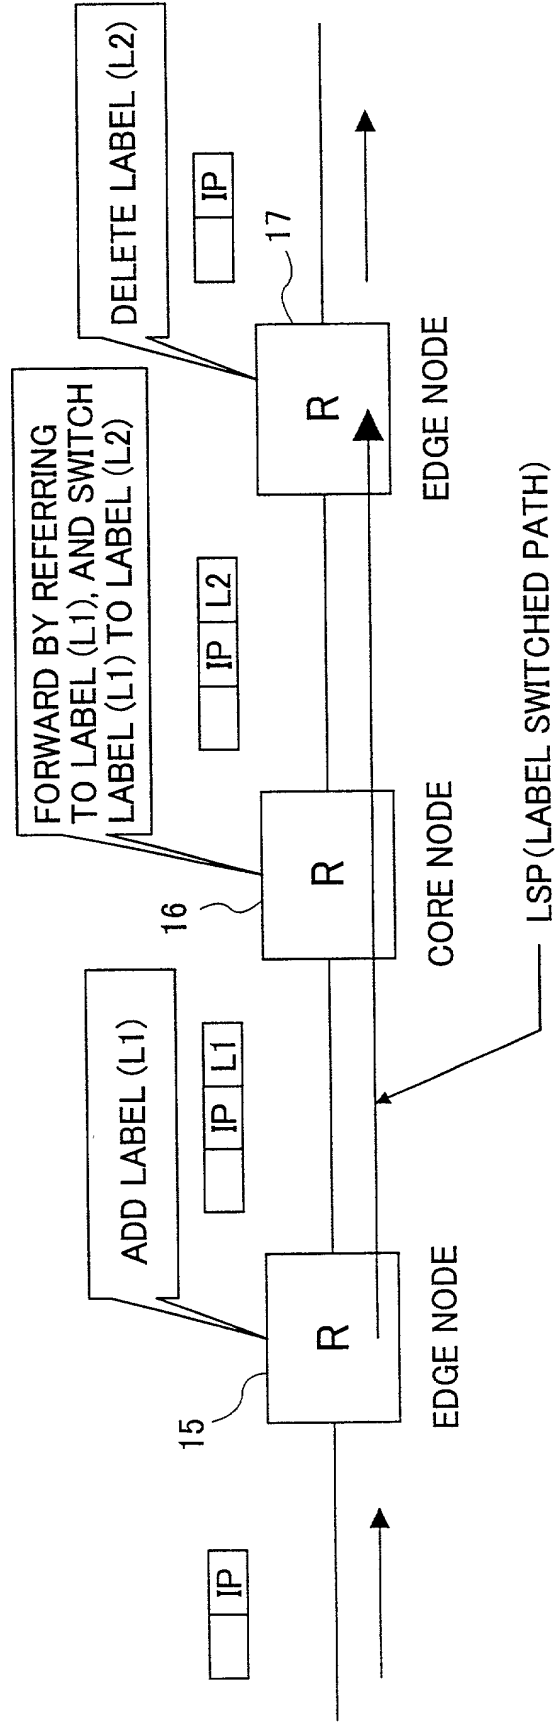 ADD LABEL (L1)
FORWARD BY REFERRING
TO LABEL (L1), AND SWITCH
LABEL (L1) TO LABEL (L2)
DELETE LABEL (L2)
IP
IP L1
IP L2
IP
15
16
17
R
R
R
EDGE NODE
CORE NODE
EDGE NODE
LSP (LABEL SWITCHED PATH)